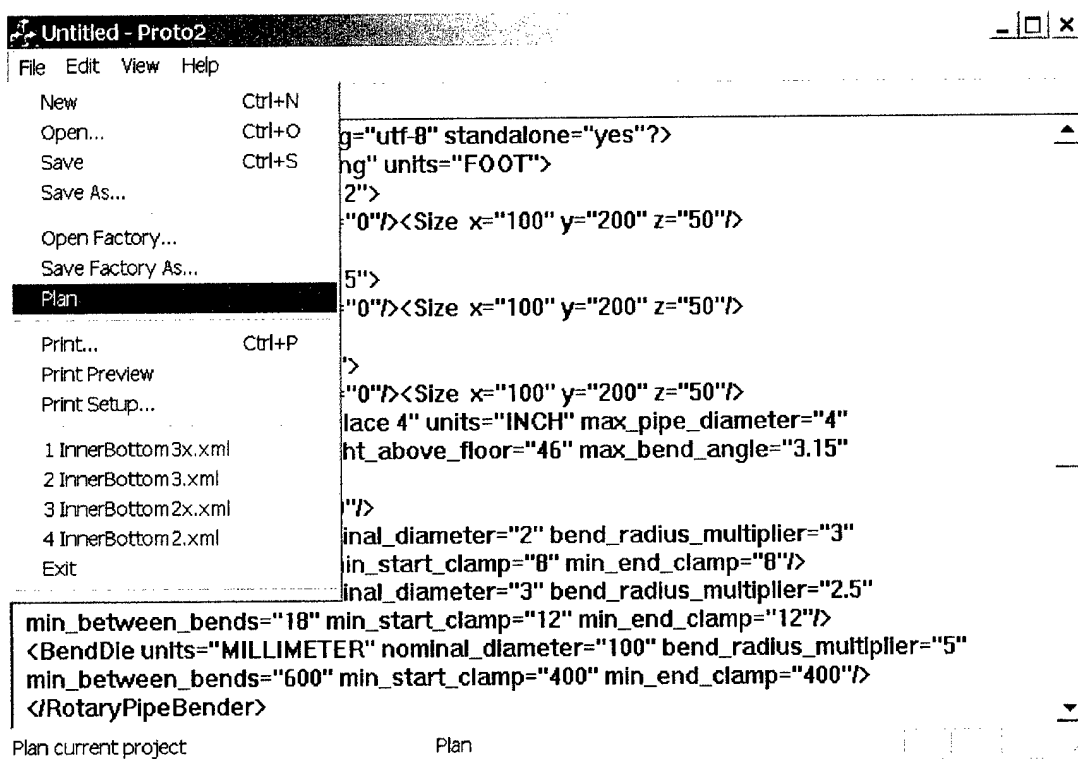 Untitled - Proto2
File Edit View Help
New Ctrl+N
Open... Ctrl+O
Save Ctrl+S
Save As...
Open Factory...
Save Factory As...
Plan
Print... Ctrl+P
Print Preview
Print Setup...
1 InnerBottom3x.xml
2 InnerBottom3.xml
3 InnerBottom2x.xml
4 InnerBottom2.xml
Exit
g="utf-8" standalone="yes"?>
ng" units="FOOT">
2">
="0"/><Size x="100" y="200" z="50"/>
5">
="0"/><Size x="100" y="200" z="50"/>
">
="0"/><Size x="100" y="200" z="50"/>
lace 4" units="INCH" max_pipe_diameter="4"
ht_above_floor="46" max_bend_angle="3.15"
"/>
inal_diameter="2" bend_radius_multiplier="3"
in_start_clamp="8" min_end_clamp="8"/>
inal_diameter="3" bend_radius_multiplier="2.5"
min_between_bends="18" min_start_clamp="12" min_end_clamp="12"/>
<BendDie units="MILLIMETER" nominal_diameter="100" bend_radius_multiplier="5"
min_between_bends="600" min_start_clamp="400" min_end_clamp="400"/>
</RotaryPipeBender>
Plan current project Plan